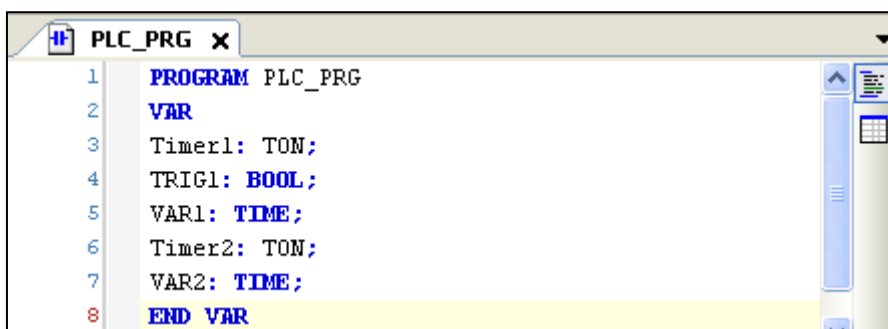 PLC_PRG X
1 PROGRAM PLC_PRG
2 VAR
3 Timer1: TON;
4 TRIG1: BOOL;
5 VAR1: TIME;
6 Timer2: TON;
7 VAR2: TIME;
8 END_VAR